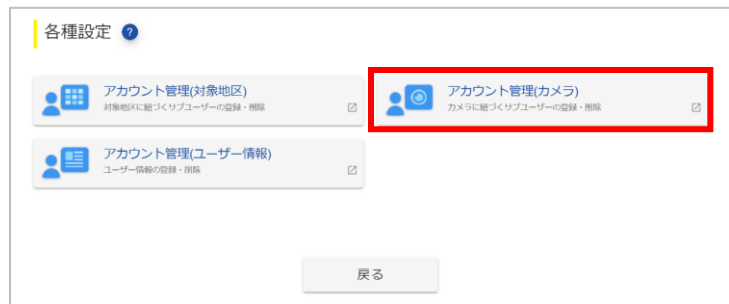 各種設定 ?
アカウント管理(対象地区)
対象地区に紐づくサブユーザーの登録・削除
アカウント管理(カメラ)
カメラに紐づくサブユーザーの登録・削除
アカウント管理(ユーザー情報)
ユーザー情報の登録・削除
戻る